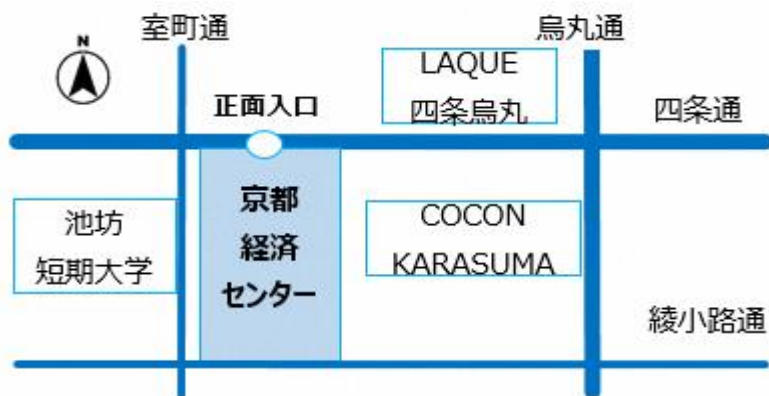 室町通
烏丸通
N
LAQUE
四条烏丸
正面入口
四条通
京都
経済
センター
池坊
短期大学
COCON
KARASUMA
綾小路通